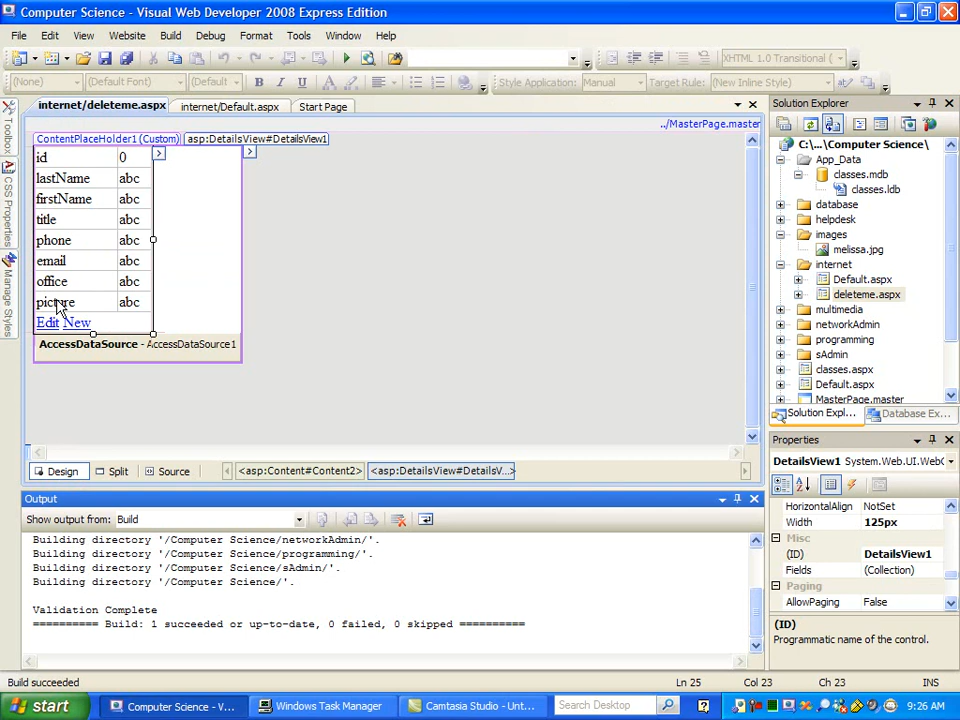 Computer Science - Visual Web Developer 2008 Express Edition
File Edit View Website Build Debug Format Tools Window Help
XHTML 1.0 Transitional (
(None) (Default Font) (Default B I U A Style Application: Manual Target Rule: (New Inline Style)
internet/deleteme.aspx internet/Default.aspx Start Page
Toolbox
CSS Properties
Manage Styles
ContentPlaceHolder1 (Custom) asp:DetailsView#DetailsView1
../MasterPage.master
id 0
lastName abc
firstName abc
title abc
phone abc
email abc
office abc
picture abc
Edit New
AccessDataSource - AccessDataSource1
Design Split Source <asp:Content#Content2> <asp:DetailsView#DetailsV...>
Solution Explorer
C:\...\Computer Science\
App_Data
classes.mdb
classes.ldb
database
helpdesk
images
melissa.jpg
internet
Default.aspx
deleteme.aspx
multimedia
networkAdmin
programming
sAdmin
classes.aspx
Default.aspx
MasterPage.master
Solution Expl... Database Ex...
Properties
DetailsView1 System.Web.UI.WebC
HorizontalAlign NotSet
Width 125px
Misc
(ID) DetailsView1
Fields (Collection)
Paging
AllowPaging False
(ID)
Programmatic name of the control.
Output
Show output from: Build
Building directory '/Computer Science/networkAdmin/'.
Building directory '/Computer Science/programming/'.
Building directory '/Computer Science/sAdmin/'.
Building directory '/Computer Science/'.
Validation Complete
========== Build: 1 succeeded or up-to-date, 0 failed, 0 skipped ==========
Build succeeded Ln 25 Col 23 Ch 23 INS
start Computer Science - V... Windows Task Manager Camtasia Studio - Unt... Search Desktop 9:26 AM